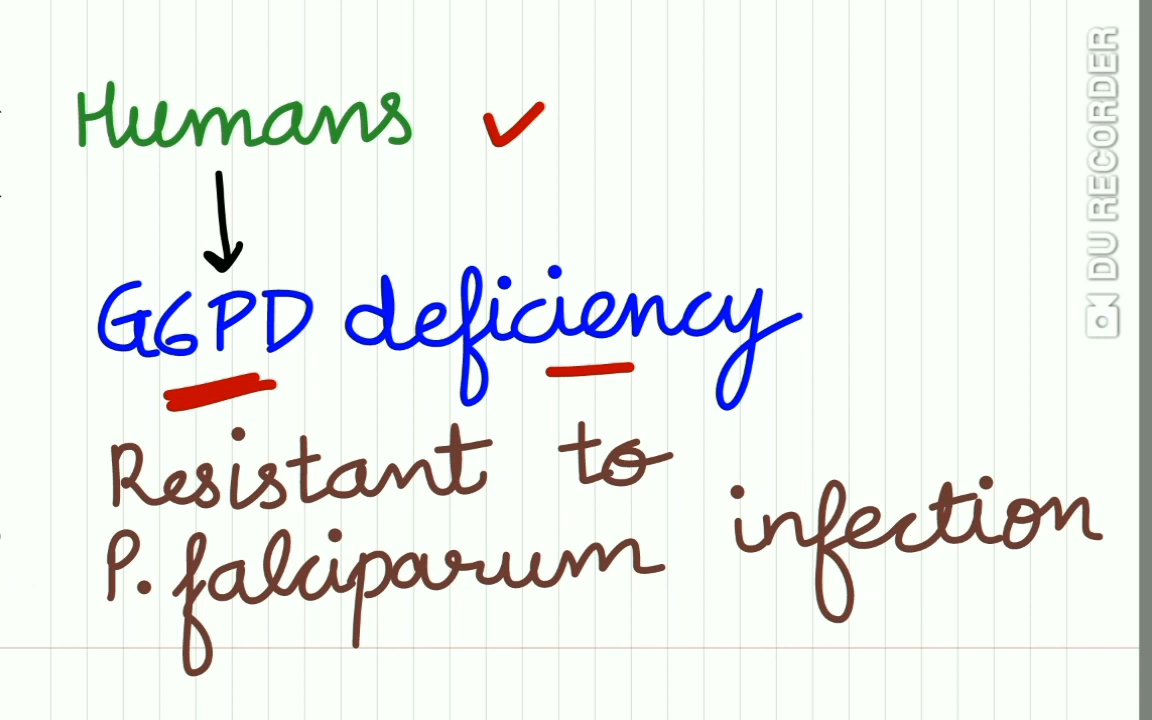 Humans ✓
G6PD deficiency
Resistant to
P. falciparum infection
DU RECORDER